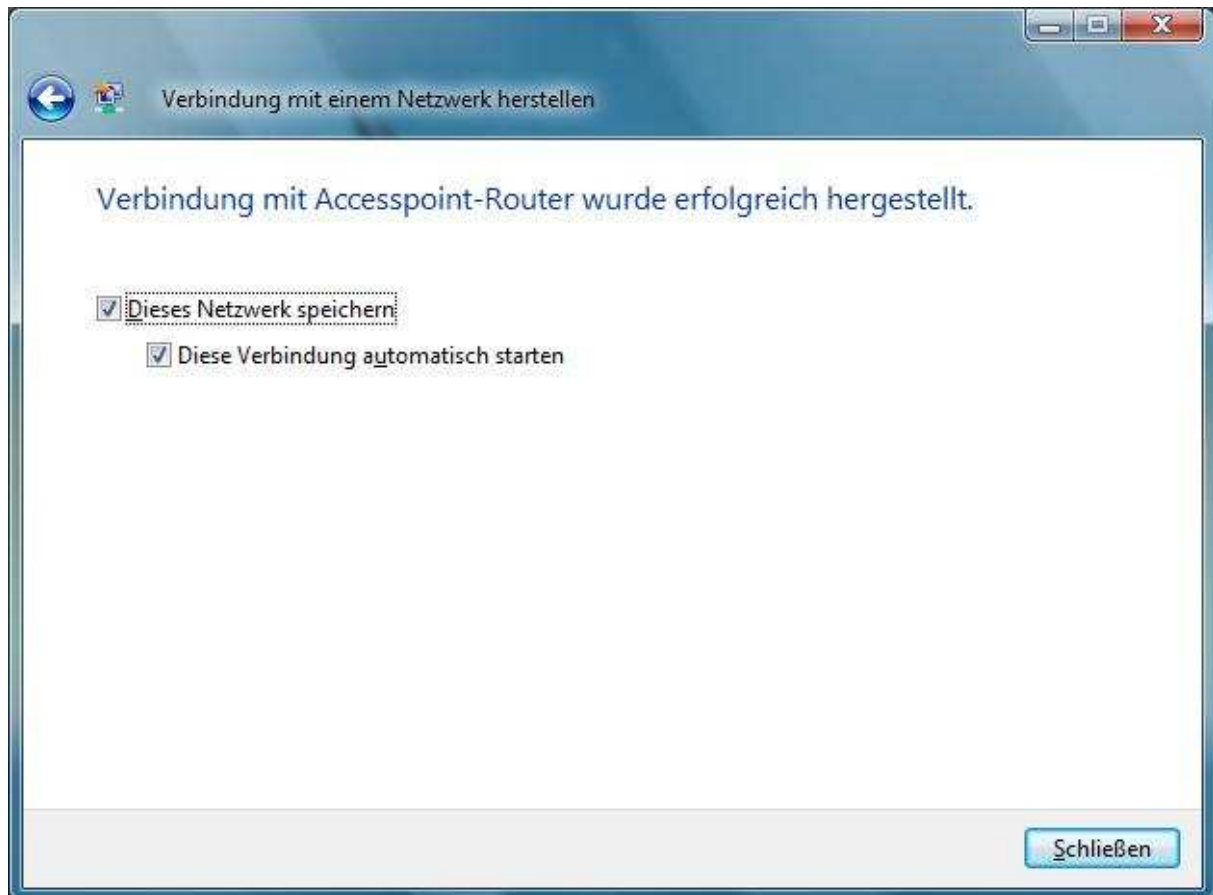 Verbindung mit einem Netzwerk herstellen
Verbindung mit Accesspoint-Router wurde erfolgreich hergestellt.
Dieses Netzwerk speichern
Diese Verbindung automatisch starten
Schließen